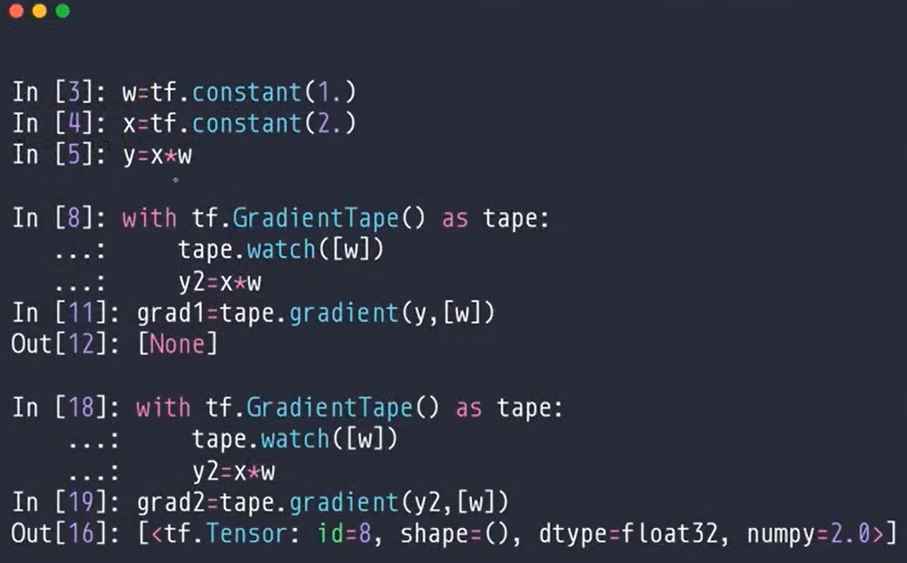 In [3]: w=tf.constant(1.)
In [4]: x=tf.constant(2.)
In [5]: y=x*w
In [8]: with tf.GradientTape() as tape:
   ...:     tape.watch([w])
   ...:     y2=x*w
In [11]: grad1=tape.gradient(y,[w])
Out[12]: [None]
In [18]: with tf.GradientTape() as tape:
    ...:     tape.watch([w])
    ...:     y2=x*w
In [19]: grad2=tape.gradient(y2,[w])
Out[16]: [<tf.Tensor: id=8, shape=(), dtype=float32, numpy=2.0>]